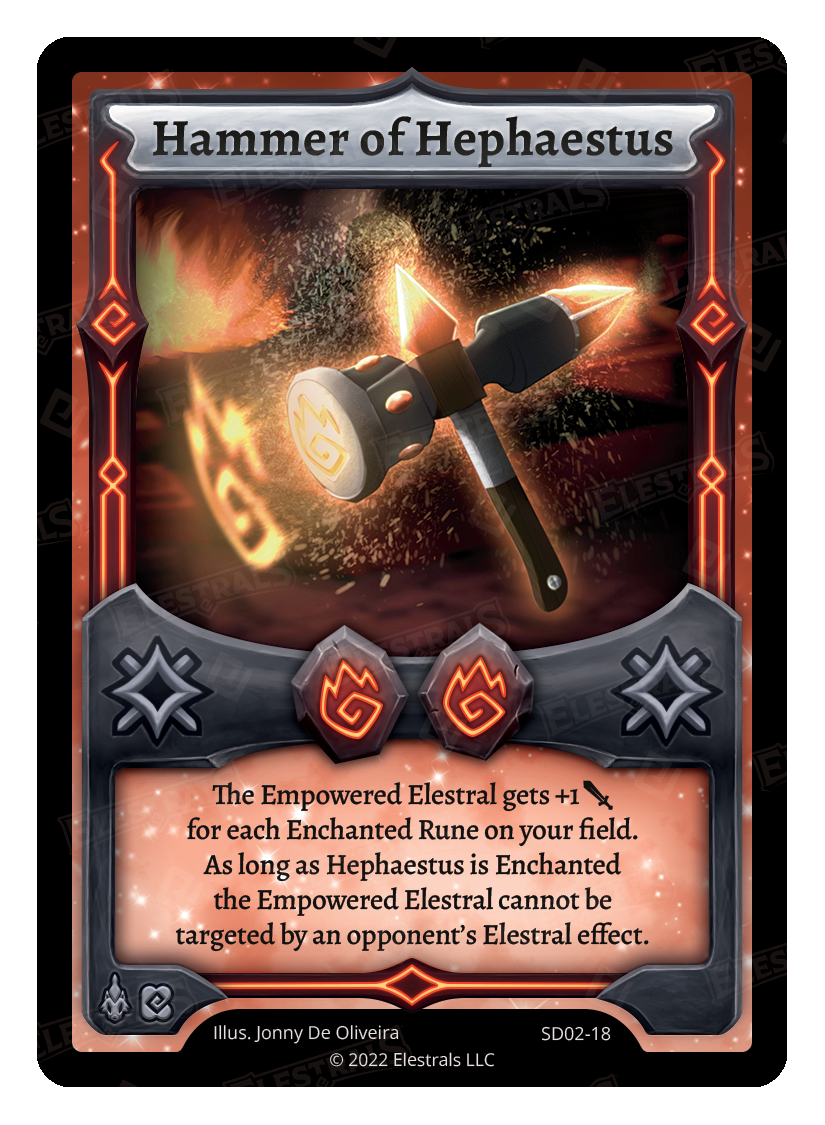 Hammer of Hephaestus
The Empowered Elestral gets +1
for each Enchanted Rune on your field.
As long as Hephaestus is Enchanted
the Empowered Elestral cannot be
targeted by an opponent's Elestral effect.
Illus. Jonny De Oliveira
SD02-18
© 2022 Elestrals LLC